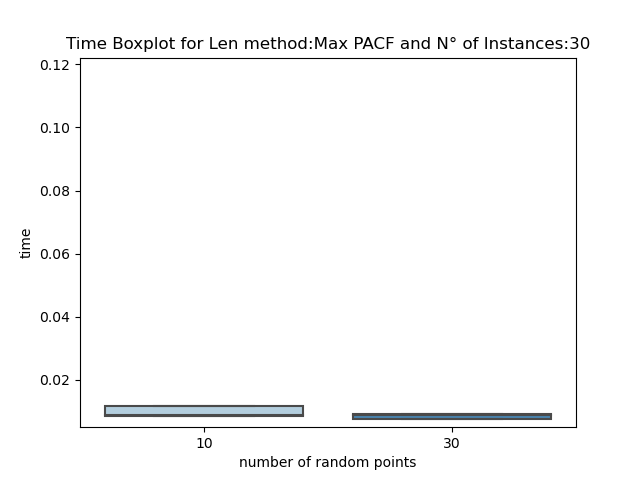 Time Boxplot for Len method:Max PACF and N° of Instances:30
0.12
0.10
0.08
0.06
0.04
0.02
time
10 30
number of random points